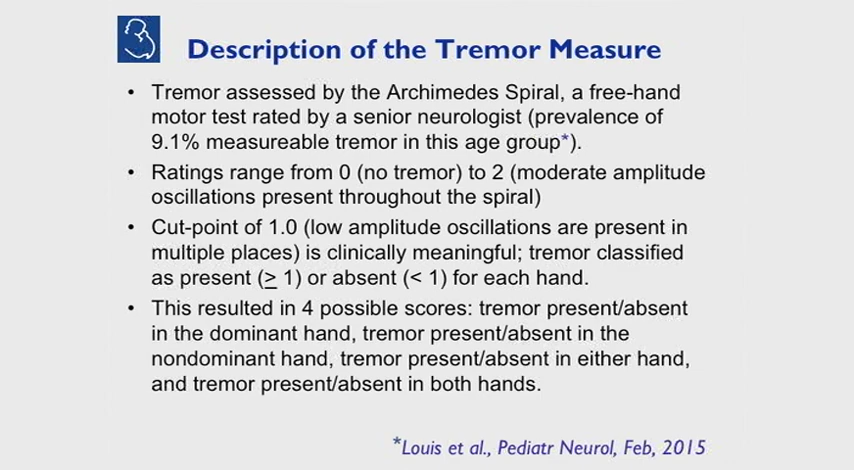 Description of the Tremor Measure
• Tremor assessed by the Archimedes Spiral, a free-hand
motor test rated by a senior neurologist (prevalence of
9.1% measureable tremor in this age group*).
• Ratings range from 0 (no tremor) to 2 (moderate amplitude
oscillations present throughout the spiral)
• Cut-point of 1.0 (low amplitude oscillations are present in
multiple places) is clinically meaningful; tremor classified
as present (≥ 1) or absent (< 1) for each hand.
• This resulted in 4 possible scores: tremor present/absent
in the dominant hand, tremor present/absent in the
nondominant hand, tremor present/absent in either hand,
and tremor present/absent in both hands.
*Louis et al., Pediatr Neurol, Feb, 2015